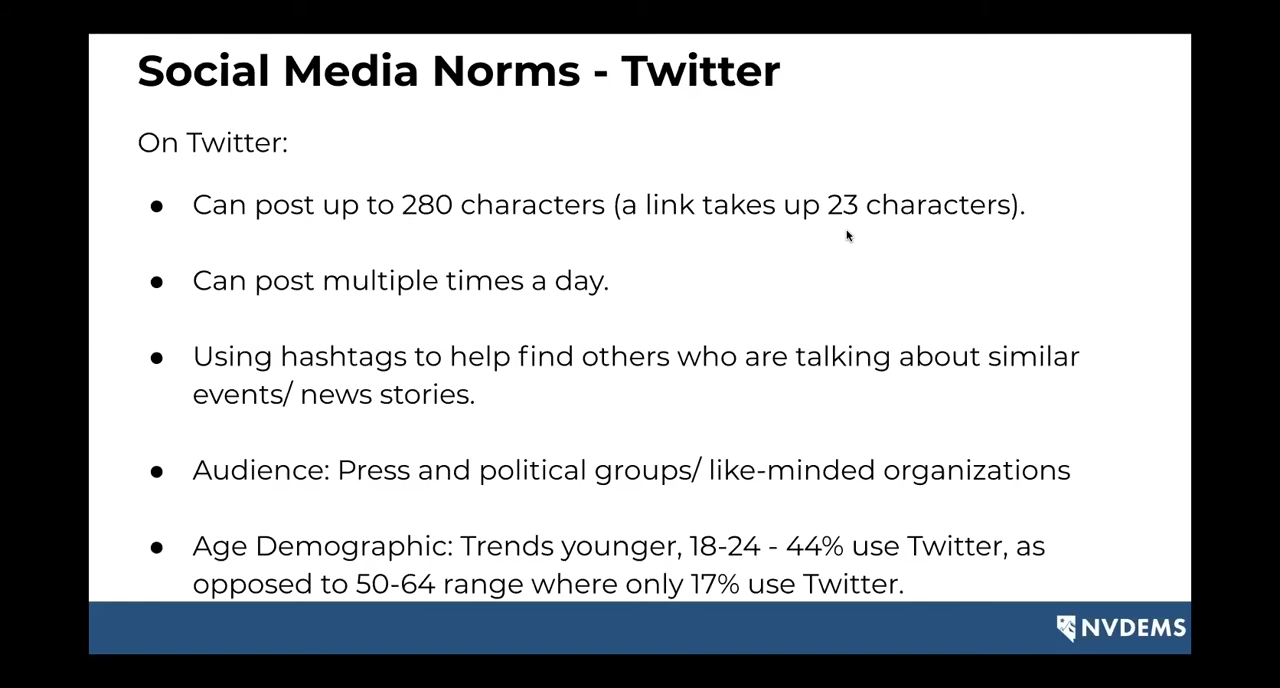 Social Media Norms - Twitter
On Twitter:
● Can post up to 280 characters (a link takes up 23 characters).
● Can post multiple times a day.
● Using hashtags to help find others who are talking about similar
events/ news stories.
● Audience: Press and political groups/ like-minded organizations
● Age Demographic: Trends younger, 18-24 - 44% use Twitter, as
opposed to 50-64 range where only 17% use Twitter.
NVDEMS